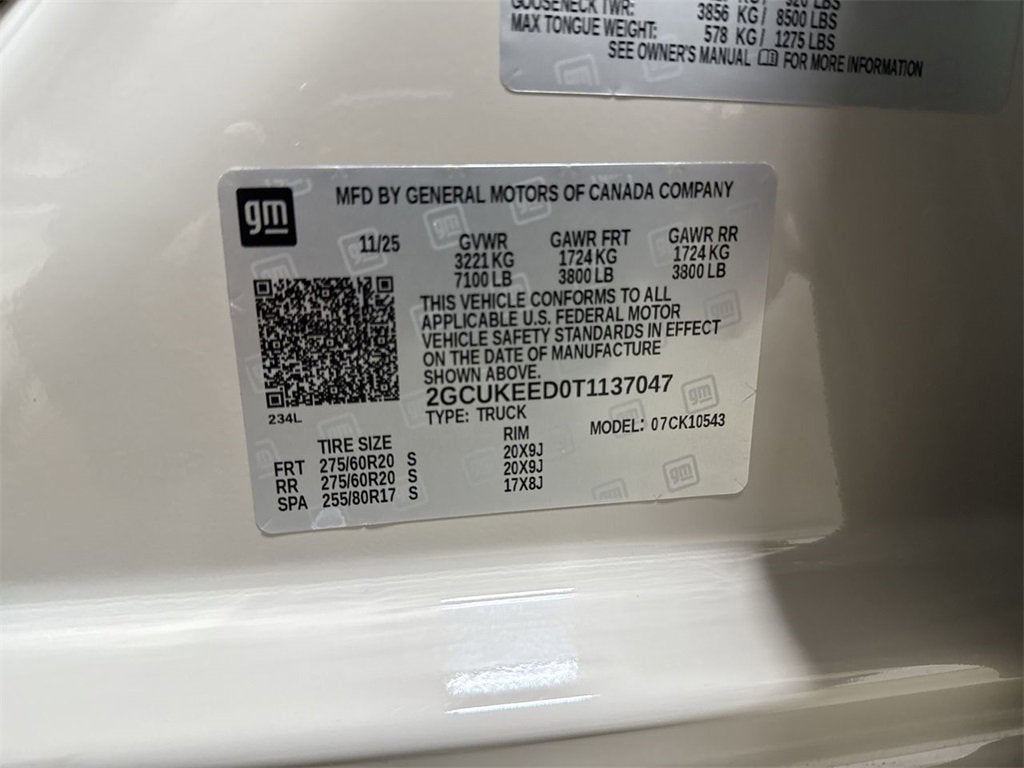 GOOSENECK TWR: 3856 KG/ 8500 LBS
MAX TONGUE WEIGHT: 578 KG/ 1275 LBS
SEE OWNER'S MANUAL FOR MORE INFORMATION
gm
MFD BY GENERAL MOTORS OF CANADA COMPANY
11/25 GVWR GAWR FRT GAWR RR
3221 KG 1724 KG 1724 KG
7100 LB 3800 LB 3800 LB
THIS VEHICLE CONFORMS TO ALL
APPLICABLE U.S. FEDERAL MOTOR
VEHICLE SAFETY STANDARDS IN EFFECT
ON THE DATE OF MANUFACTURE
SHOWN ABOVE.
2GCUKEED0T1137047
234L
TYPE: TRUCK
MODEL: 07CK10543
TIRE SIZE RIM
FRT 275/60R20 S 20X9J
RR 275/60R20 S 20X9J
SPA 255/80R17 S 17X8J